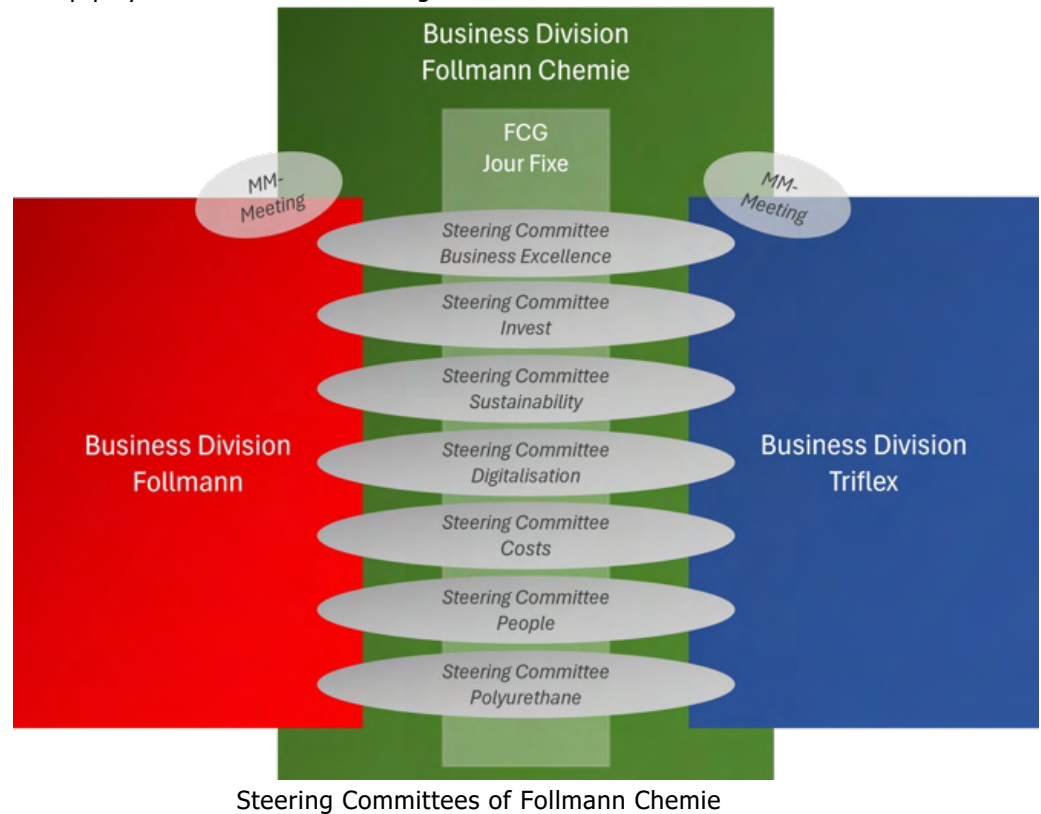 Business Division
Follmann Chemie
FCG
Jour Fixe
MM-
Meeting
MM-
Meeting
Steering Committee
Business Excellence
Steering Committee
Invest
Steering Committee
Sustainability
Business Division
Follmann
Steering Committee
Digitalisation
Business Division
Triflex
Steering Committee
Costs
Steering Committee
People
Steering Committee
Polyurethane
Steering Committees of Follmann Chemie